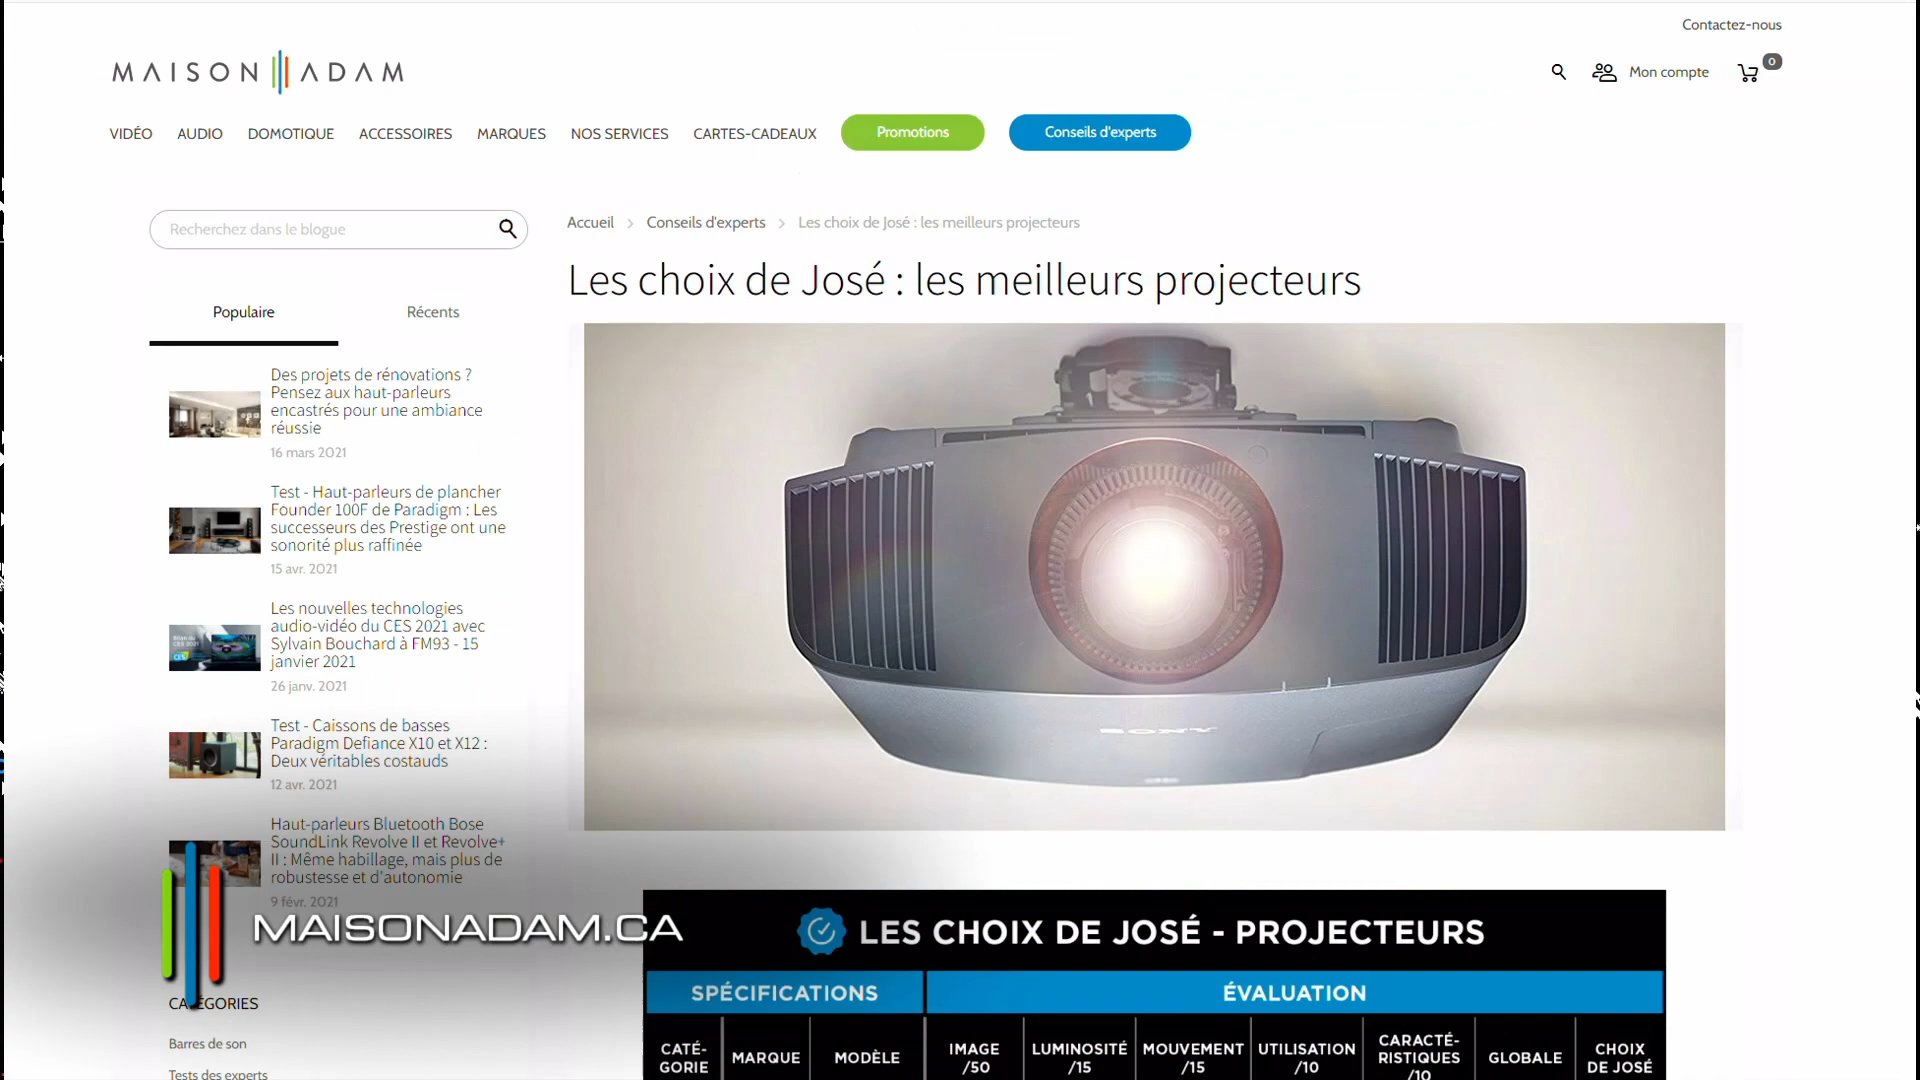 Contactez-nous
MAISON ADAM
Mon compte
0
VIDÉO
AUDIO
DOMOTIQUE
ACCESSOIRES
MARQUES
NOS SERVICES
CARTES-CADEAUX
Promotions
Conseils d'experts
Recherchez dans le blogue
Accueil
Conseils d'experts
Les choix de José : les meilleurs projecteurs
Les choix de José : les meilleurs projecteurs
Populaire
Récents
Des projets de rénovations ?
Pensez aux haut-parleurs
encastrés pour une ambiance
réussie
16 mars 2021
Test - Haut-parleurs de plancher
Founder 100F de Paradigm : Les
successeurs des Prestige ont une
sonorité plus raffinée
15 avr. 2021
Les nouvelles technologies
audio-vidéo du CES 2021 avec
Sylvain Bouchard à FM93 - 15
janvier 2021
26 janv. 2021
Test - Caissons de basses
Paradigm Defiance X10 et X12 :
Deux véritables costauds
12 avr. 2021
Haut-parleurs Bluetooth Bose
SoundLink Revolve II et Revolve+
II : Même habillage, mais plus de
robustesse et d'autonomie
9 févr. 2021
SONY
MAISONADAM.CA
CATÉGORIES
Barres de son
Tests des experts
LES CHOIX DE JOSÉ - PROJECTEURS
SPÉCIFICATIONS
ÉVALUATION
CATÉ-
GORIE
MARQUE
MODÈLE
IMAGE
/50
LUMINOSITÉ
/15
MOUVEMENT
/15
UTILISATION
/10
CARACTÉ-
RISTIQUES
/10
GLOBALE
CHOIX
DE JOSÉ